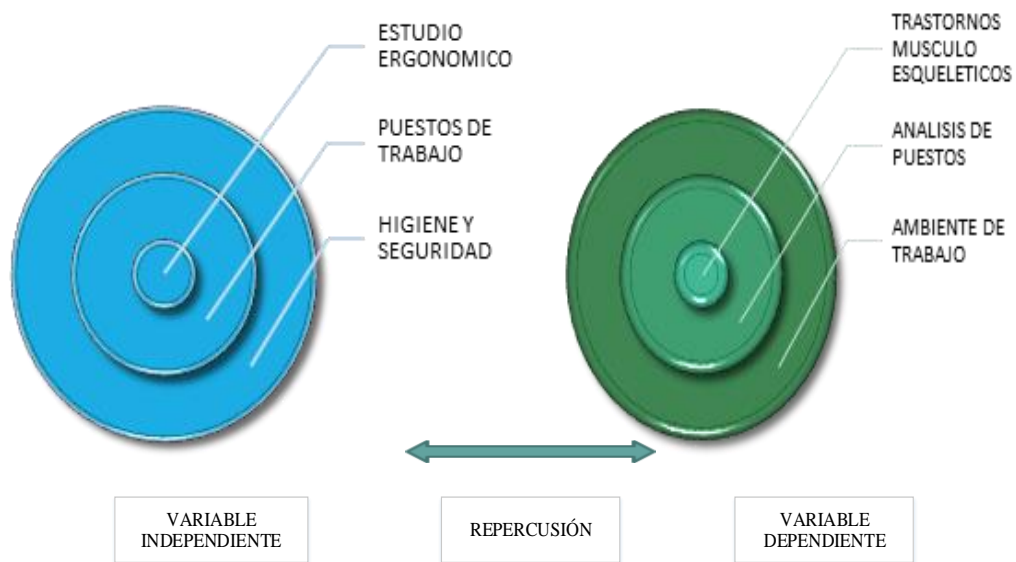 ESTUDIO
ERGONOMICO
PUESTOS DE
TRABAJO
HIGIENE Y
SEGURIDAD
TRASTORNOS
MUSCULO
ESQUELETICOS
ANALISIS DE
PUESTOS
AMBIENTE DE
TRABAJO
VARIABLE
INDEPENDIENTE
REPERCUSIÓN
VARIABLE
DEPENDIENTE